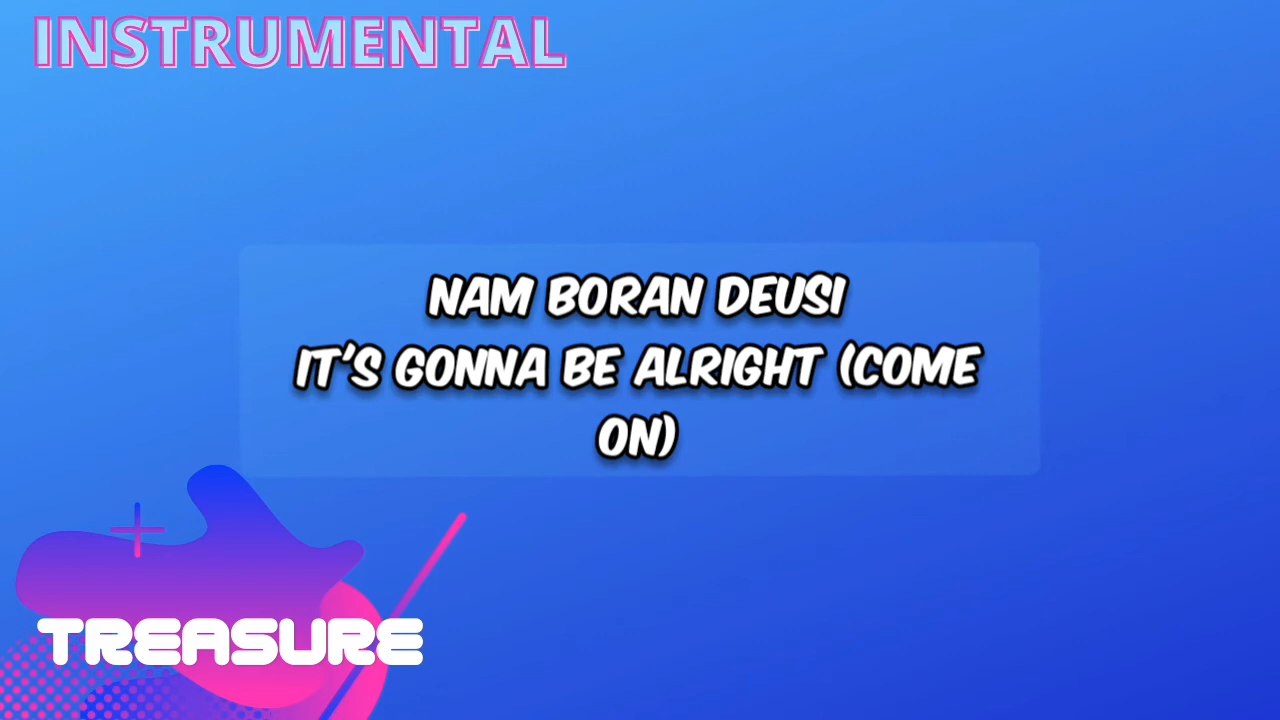 INSTRUMENTAL
NAM BORAN DEUSI
IT'S GONNA BE ALRIGHT (COME
ON)
TREASURE